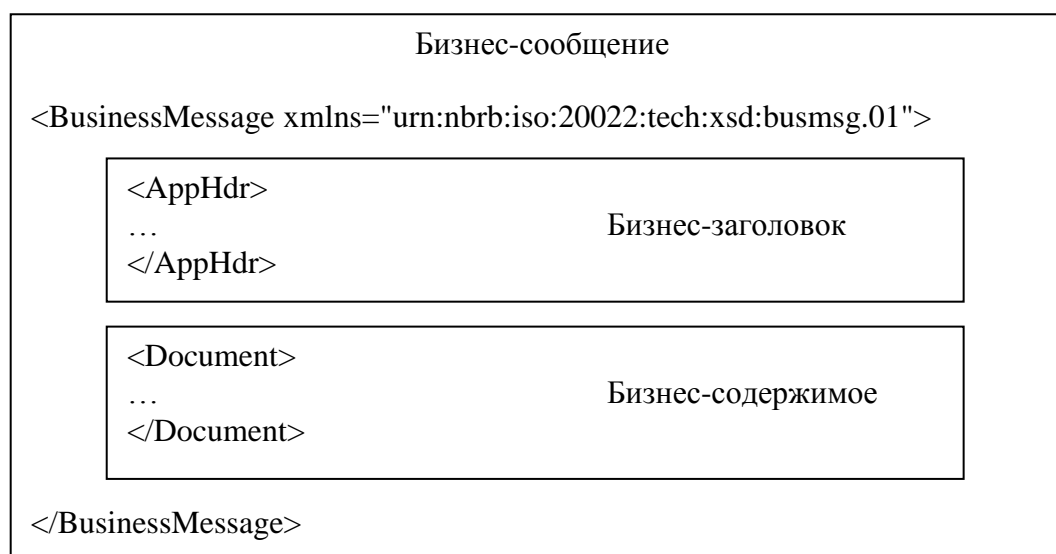 Бизнес-сообщение
<BusinessMessage xmlns="urn:nbrb:iso:20022:tech:xsd:busmsg.01">
<AppHdr>
… Бизнес-заголовок
</AppHdr>
<Document>
… Бизнес-содержимое
</Document>
</BusinessMessage>